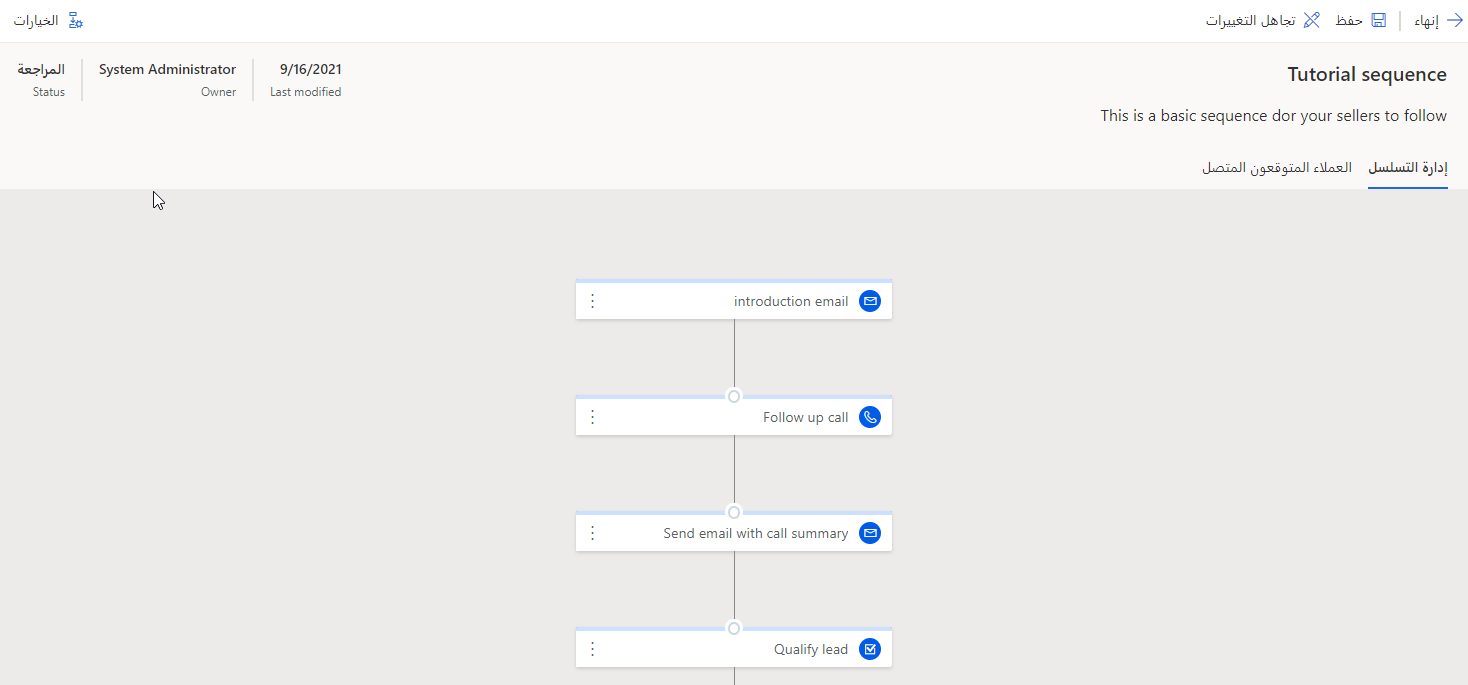 إنهاء
حفظ
تجاهل التغييرات
الخيارات
Tutorial sequence
This is a basic sequence dor your sellers to follow
9/16/2021
Last modified
System Administrator
Owner
المراجعة
Status
إدارة التسلسل
العملاء المتوقعون المتصل
introduction email
Follow up call
Send email with call summary
Qualify lead